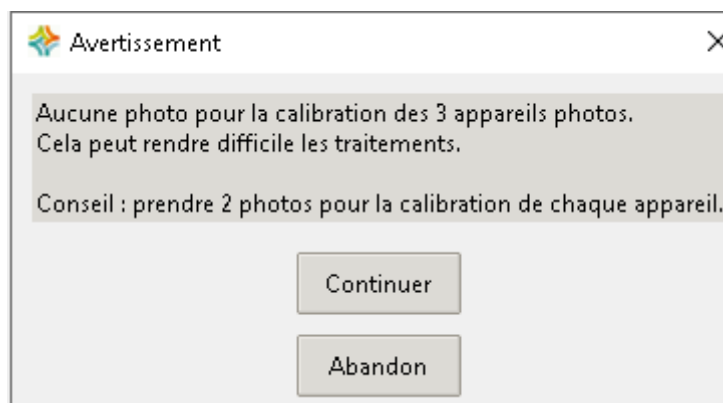 Avertissement
Aucune photo pour la calibration des 3 appareils photos.
Cela peut rendre difficile les traitements.
Conseil : prendre 2 photos pour la calibration de chaque appareil.
Continuer
Abandon